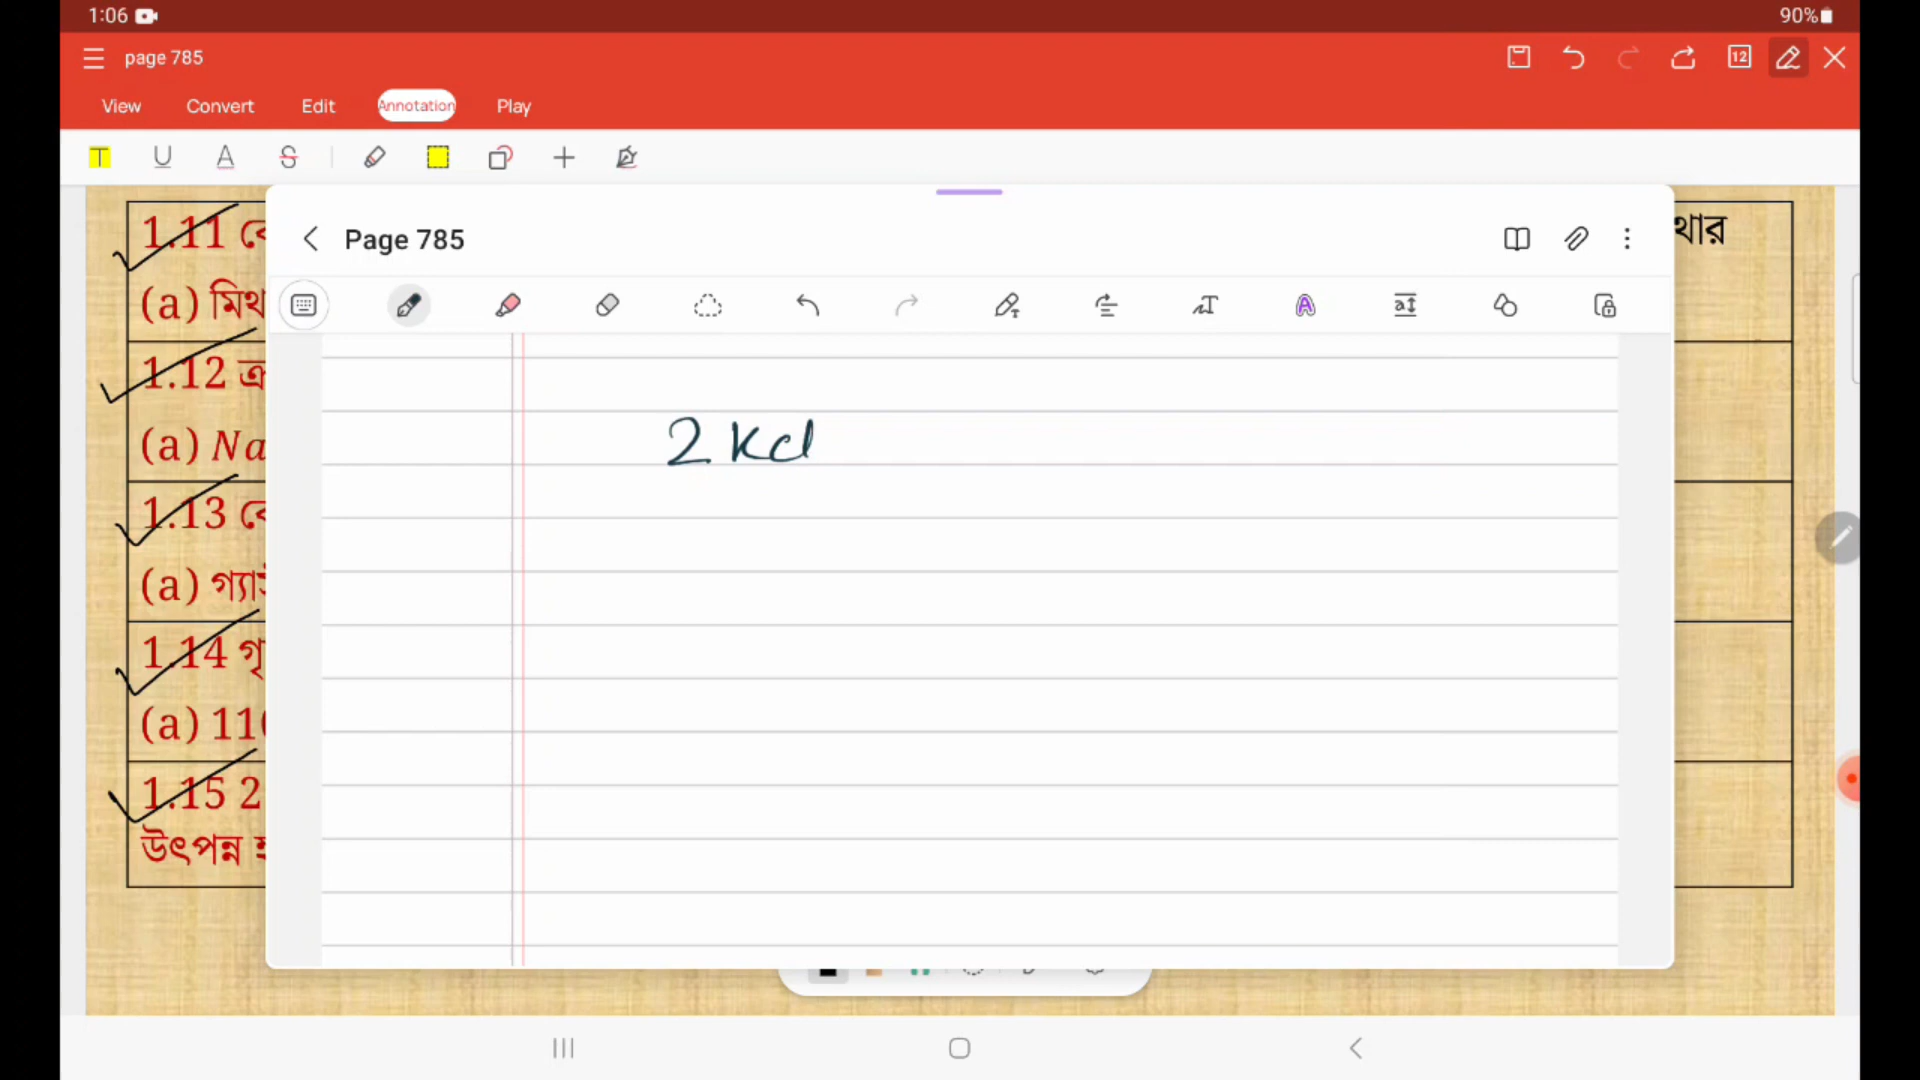 1:06
90%
page 785
12
View Convert Edit Annotation Play
Page 785
2 Kcl
1.11
থার
(a) মিথ
1.12 ক্র
(a) Na
1.13
(a) গ্যাস
1.14 গৃ
(a) 11
1.15 2
উৎপন্ন